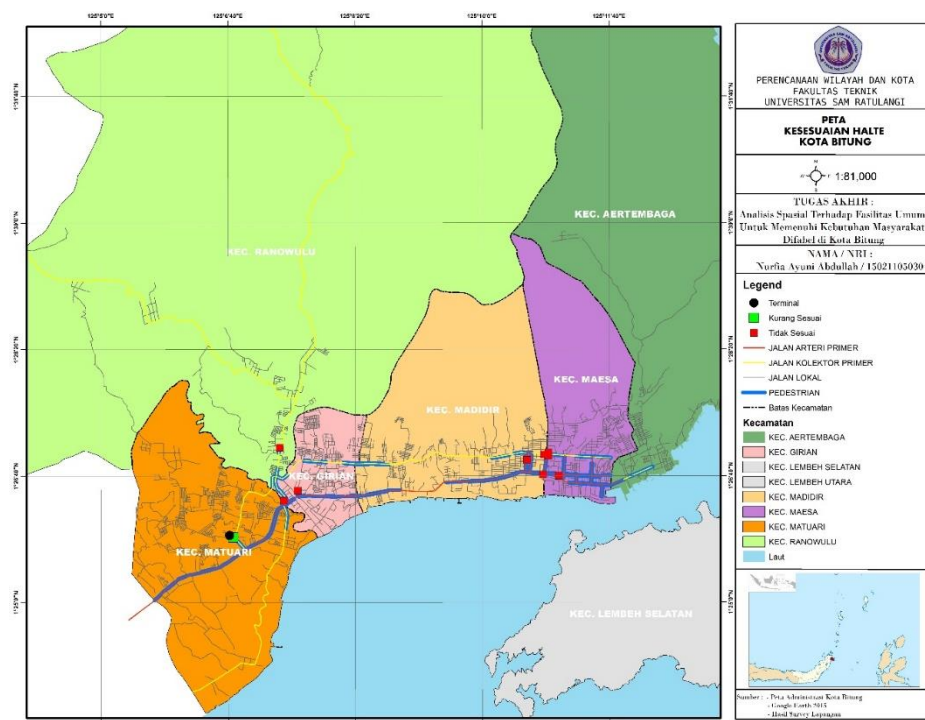 125°5'0"E
125°6'40"E
125°8'20"E
125°10'0"E
125°11'40"E
KEC. AERTEMBAGA
KEC. RANOWULU
KEC. MAESA
KEC. MADIDIR
KEC. GIRIAN
KEC. MATUARI
KEC. LEMBEH SELATAN
PERENCANAAN WILAYAH DAN KOTA
FAKULTAS TEKNIK
UNIVERSITAS SAM RATULANGI
PETA
KESESUAIAN HALTE
KOTA BITUNG
1:81,000
TUGAS AKHIR :
Analisis Spasial Terhadap Fasilitas Umum
Untuk Memenuhi Kebutuhan Masyarakat
Difabel di Kota Bitung
NAMA / NRI :
Nurfia Ayuni Abdullah / 15021105030
Legend
Terminal
Kurang Sesuai
Tidak Sesuai
JALAN ARTERI PRIMER
JALAN KOLEKTOR PRIMER
JALAN LOKAL
PEDESTRIAN
Batas Kecamatan
Kecamatan
KEC. AERTEMBAGA
KEC. GIRIAN
KEC. LEMBEH SELATAN
KEC. LEMBEH UTARA
KEC. MADIDIR
KEC. MAESA
KEC. MATUARI
KEC. RANOWULU
Laut
Sumber : - Peta Administrasi Kota Bitung
- Google Earth 2015
- Hasil Survey Lapangan